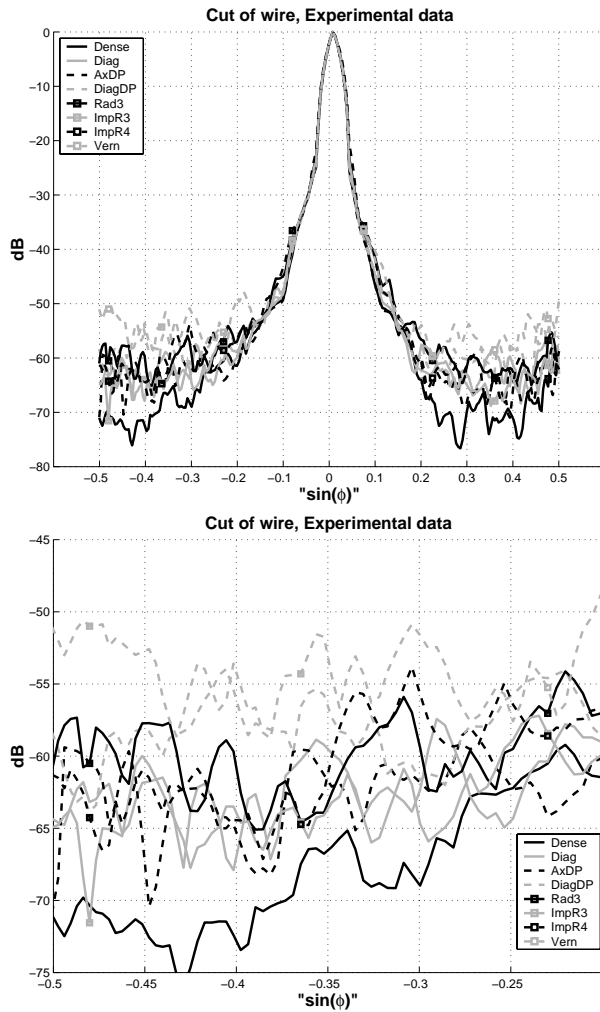 Cut of wire, Experimental data
Dense
Diag
AxDP
DiagDP
Rad3
ImpR3
ImpR4
Vern
dB
0
−10
−20
−30
−40
−50
−60
−70
−80
−0.5 −0.4 −0.3 −0.2 −0.1 0 0.1 0.2 0.3 0.4 0.5
"sin(ϕ)"
Cut of wire, Experimental data
dB
−45
−50
−55
−60
−65
−70
−75
Dense
Diag
AxDP
DiagDP
Rad3
ImpR3
ImpR4
Vern
−0.5 −0.45 −0.4 −0.35 −0.3 −0.25
"sin(ϕ)"